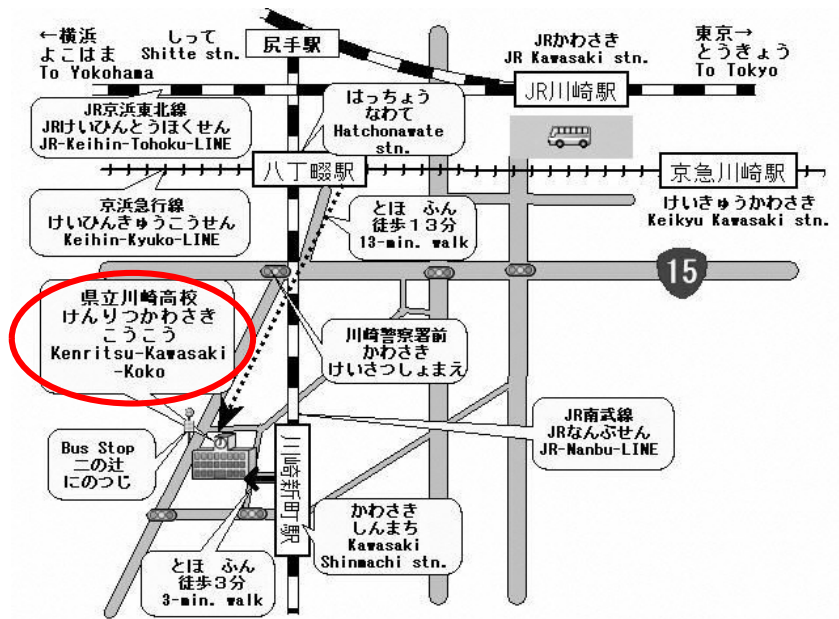 ←横浜
よこはま
To Yokohama
しって
Shitte stn.
尻手駅
JRかわさき
JR Kawasaki stn.
東京→
とうきょう
To Tokyo
JR川崎駅
JR京浜東北線
JRけいひんとうほくせん
JR-Keihin-Tohoku-LINE
はっちょう
なわて
Hatchonawate
stn.
八丁畷駅
京急川崎駅
けいきゅうかわさき
Keikyu Kawasaki stn.
京浜急行線
けいひんきゅうこうせん
Keihin-Kyuko-LINE
とほ ふん
徒歩13分
13-min. walk
15
県立川崎高校
けんりつかわさき
こうこう
Kenritsu-Kawasaki
-Koko
川崎警察署前
かわさき
けいさつしょまえ
JR南武線
JRなんぶせん
JR-Nanbu-LINE
Bus Stop
二の辻
にのつじ
川崎新町駅
かわさき
しんまち
Kawasaki
Shinmachi stn.
とほ ふん
徒歩3分
3-min. walk